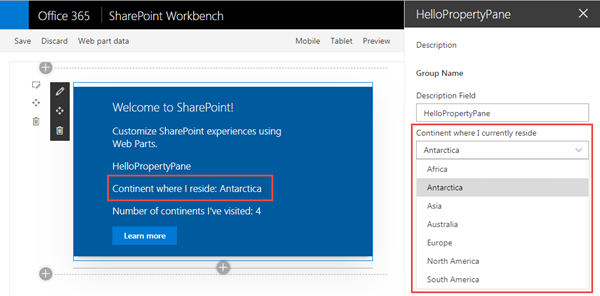 Office 365 SharePoint Workbench
Save Discard Web part data Mobile Tablet Preview
Welcome to SharePoint!
Customize SharePoint experiences using
Web Parts.
HelloPropertyPane
Continent where I reside: Antarctica
Number of continents I've visited: 4
Learn more
HelloPropertyPane
Description
Group Name
Description Field
HelloPropertyPane
Continent where I currently reside
Antarctica
Africa
Antarctica
Asia
Australia
Europe
North America
South America